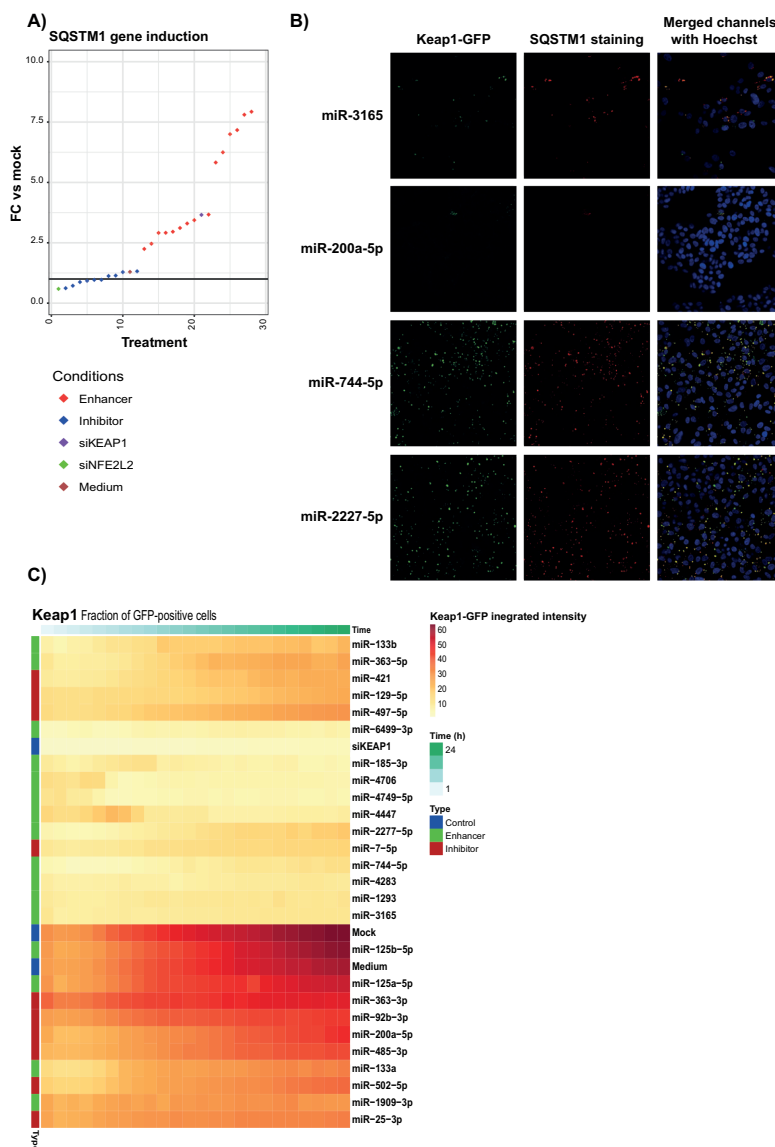 A)
SQSTM1 gene induction
10.0
7.5
5.0
2.5
0.0
FC vs mock
0
10
20
30
Treatment
Conditions
Enhancer
Inhibitor
siKEAP1
siNFE2L2
Medium
B)
Keap1-GFP
SQSTM1 staining
Merged channels
with Hoechst
miR-3165
miR-200a-5p
miR-744-5p
miR-2227-5p
C)
Keap1 Fraction of GFP-positive cells
Time
miR-133b
miR-363-5p
miR-421
miR-129-5p
miR-497-5p
miR-6499-3p
siKEAP1
miR-185-3p
miR-4706
miR-4749-5p
miR-4447
miR-2277-5p
miR-7-5p
miR-744-5p
miR-4283
miR-1293
miR-3165
Mock
miR-125b-5p
Medium
miR-125a-5p
miR-363-3p
miR-92b-3p
miR-200a-5p
miR-485-3p
miR-133a
miR-502-5p
miR-1909-3p
miR-25-3p
Keap1-GFP inegrated intensity
60
50
40
30
20
10
Time (h)
24
1
Type
Control
Enhancer
Inhibitor